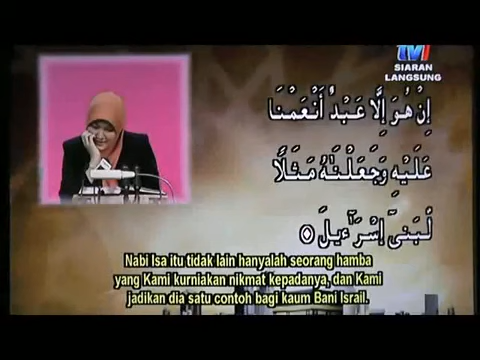 TV1
SIARAN
LANGSUNG
إِنْ هُوَ إِلَّا عَبْدٌ أَنْعَمْنَا
عَلَيْهِ وَجَعَلْنَـٰهُ مَثَلًا
لِّبَنِىٓ إِسْرَٰٓءِيلَ ۝
Nabi Isa itu tidak lain hanyalah seorang hamba
yang Kami kurniakan nikmat kepadanya, dan Kami
jadikan dia satu contoh bagi kaum Bani Israil.